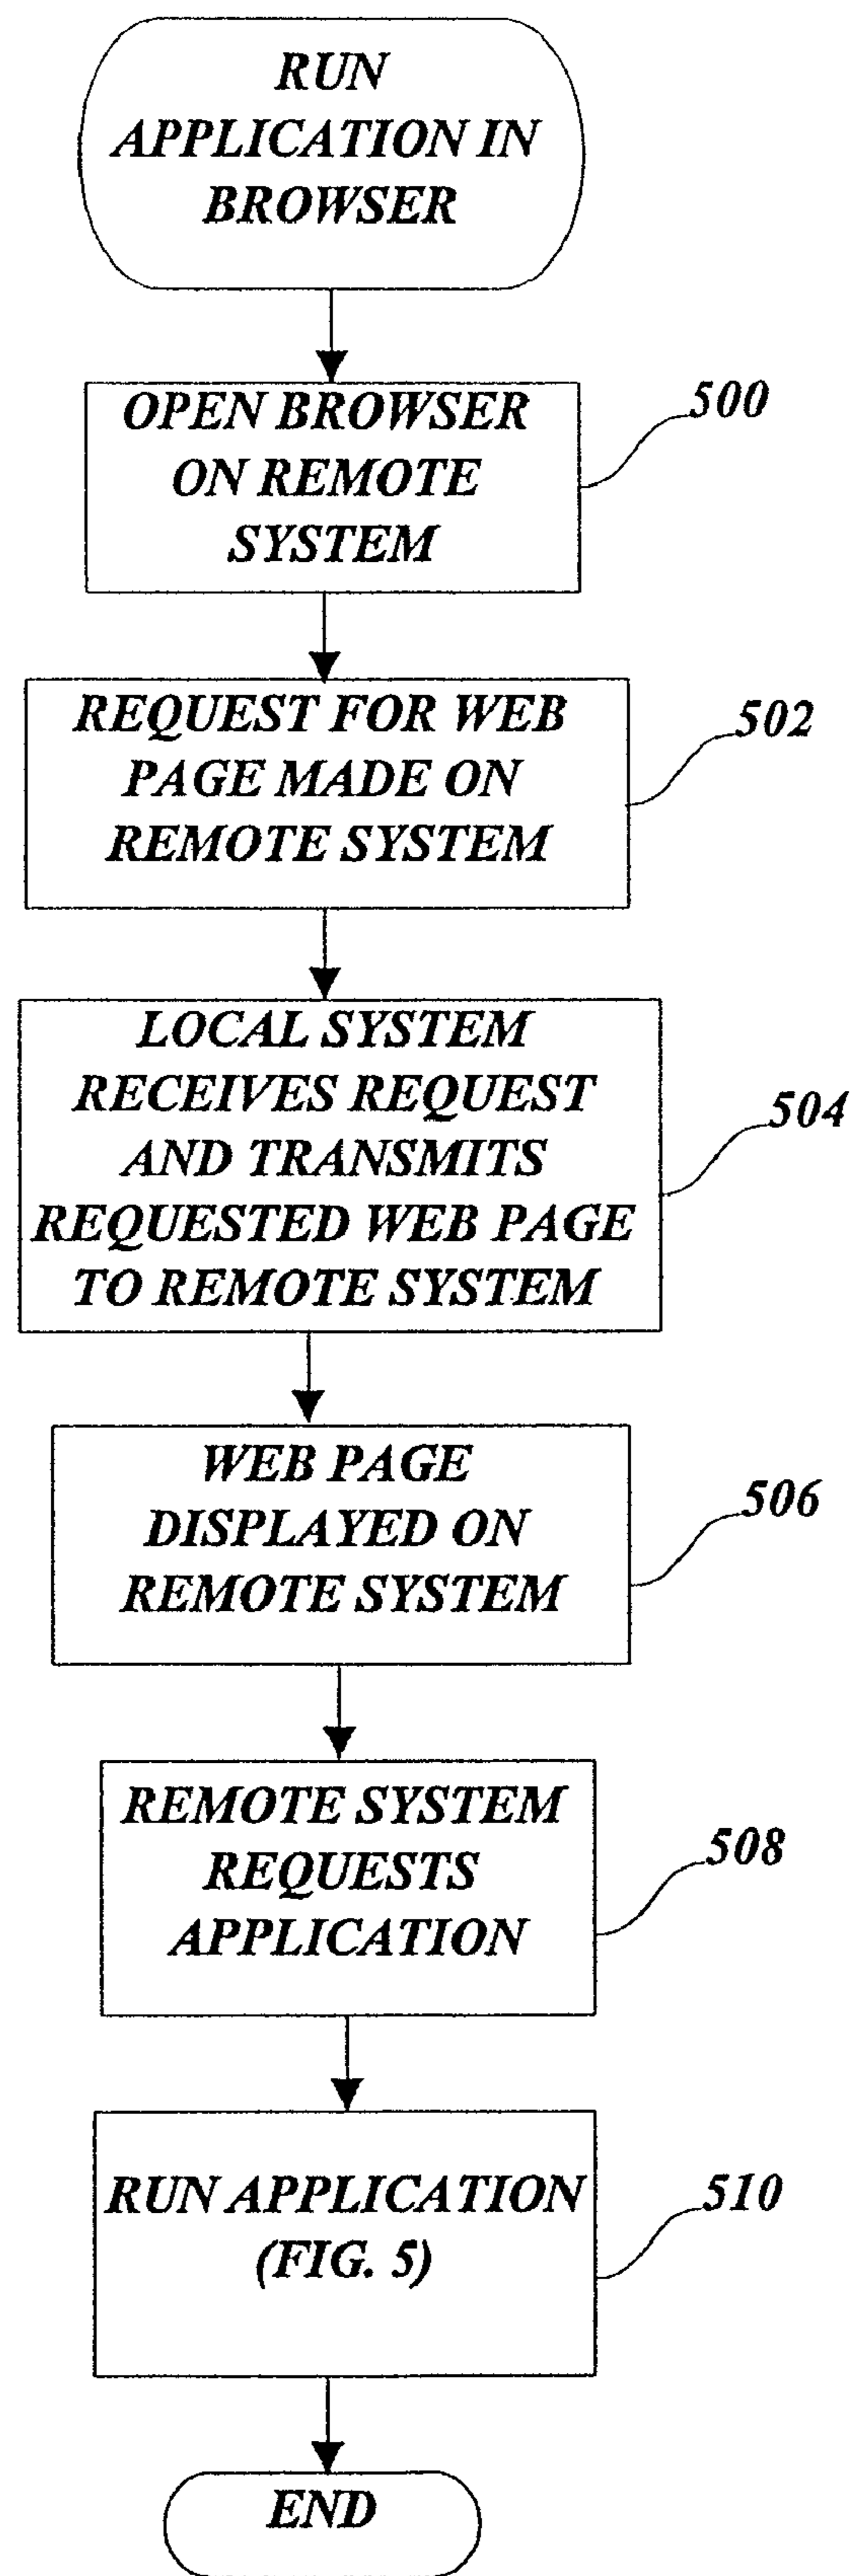 RUN
APPLICATION IN
BROWSER
OPEN BROWSER
ON REMOTE
SYSTEM
500
REQUEST FOR WEB
PAGE MADE ON
REMOTE SYSTEM
502
LOCAL SYSTEM
RECEIVES REQUEST
AND TRANSMITS
REQUESTED WEB PAGE
TO REMOTE SYSTEM
504
WEB PAGE
DISPLAYED ON
REMOTE SYSTEM
506
REMOTE SYSTEM
REQUESTS
APPLICATION
508
RUN APPLICATION
(FIG. 5)
510
END